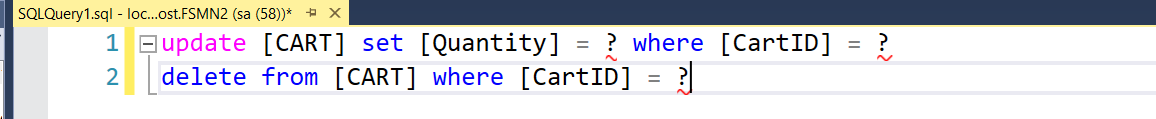 SQLQuery1.sql - loc...ost.FSMN2 (sa (58))*
1 update [CART] set [Quantity] = ? where [CartID] = ?
2 delete from [CART] where [CartID] = ?